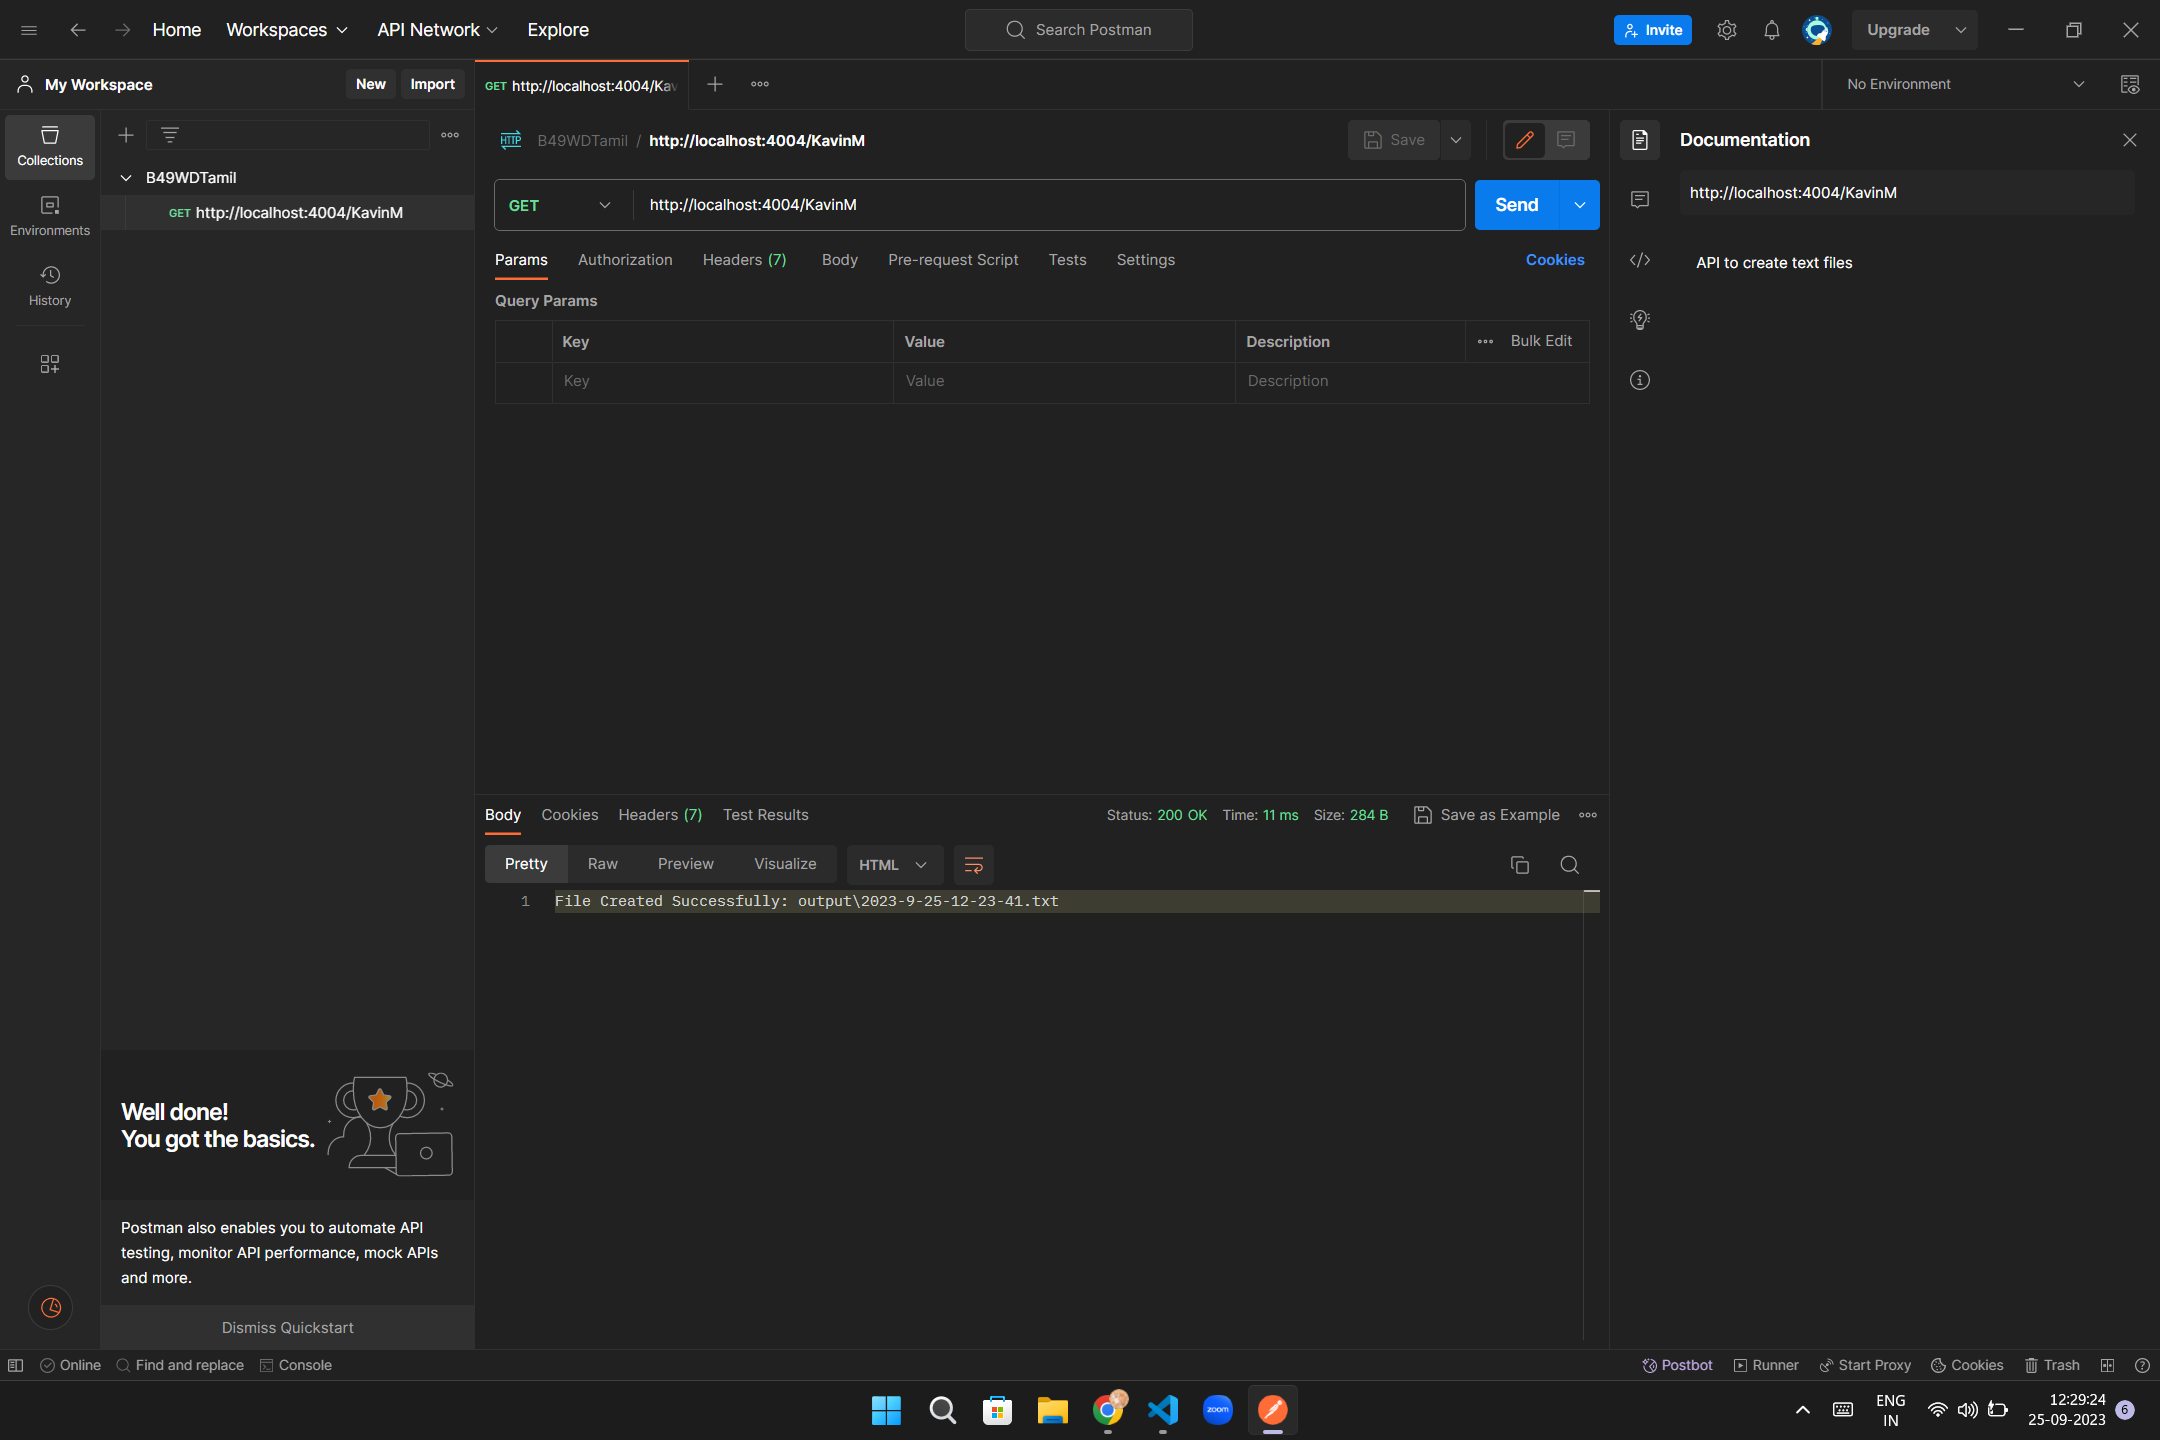 Home Workspaces API Network Explore Search Postman Invite Upgrade
My Workspace New Import GET http://localhost:4004/Kav No Environment
Collections
Environments
History
B49WDTamil
GET http://localhost:4004/KavinM
HTTP B49WDTamil / http://localhost:4004/KavinM Save
GET http://localhost:4004/KavinM Send
Params Authorization Headers (7) Body Pre-request Script Tests Settings Cookies
Query Params
Key Value Description Bulk Edit
Key Value Description
Documentation
http://localhost:4004/KavinM
API to create text files
Body Cookies Headers (7) Test Results Status: 200 OK Time: 11 ms Size: 284 B Save as Example
Pretty Raw Preview Visualize HTML
1 File Created Successfully: output\2023-9-25-12-23-41.txt
Well done!
You got the basics.
Postman also enables you to automate API
testing, monitor API performance, mock APIs
and more.
Dismiss Quickstart
Online Find and replace Console Postbot Runner Start Proxy Cookies Trash
zoom
ENG
IN
12:29:24
25-09-2023
6